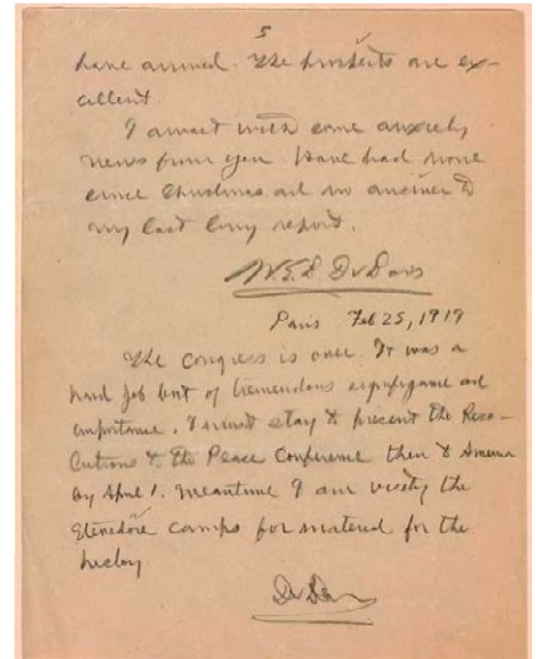 5
have arrived. The prospects are ex-
cellent.
I await with some anxiety
news from you. Have had none
since Christmas and no answer to
my last long report.
W.E.B. Du Bois
Paris Feb 25, 1919
The Congress is over. It was a
hard job but of tremendous significance and
importance. I must stay to present the Reso-
lutions to the Peace Conference then to America
by April 1. Meantime I am visiting the
Stevedore camps for material for the
history
Du Bois